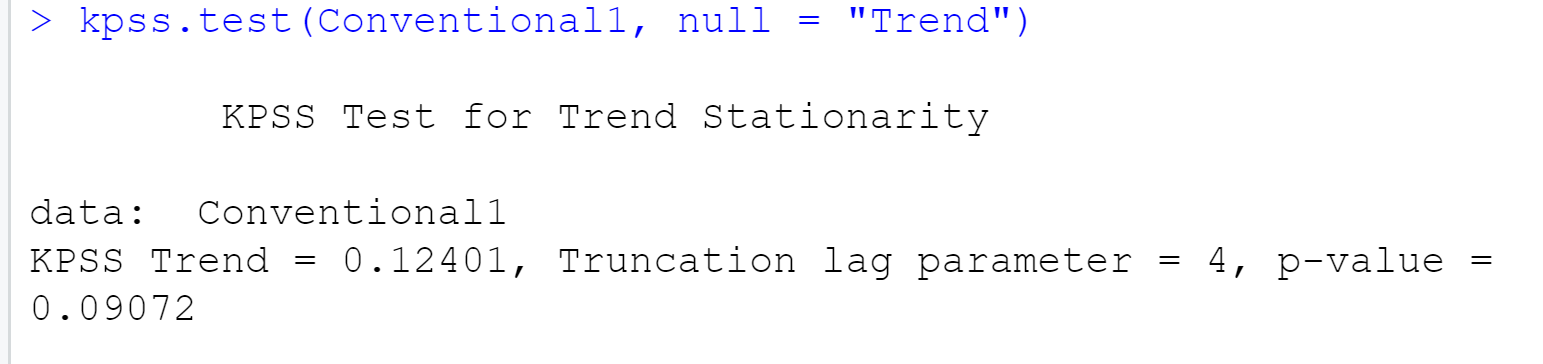 > kpss.test(Conventional1, null = "Trend")
KPSS Test for Trend Stationarity
data:  Conventional1
KPSS Trend = 0.12401, Truncation lag parameter = 4, p-value =
0.09072